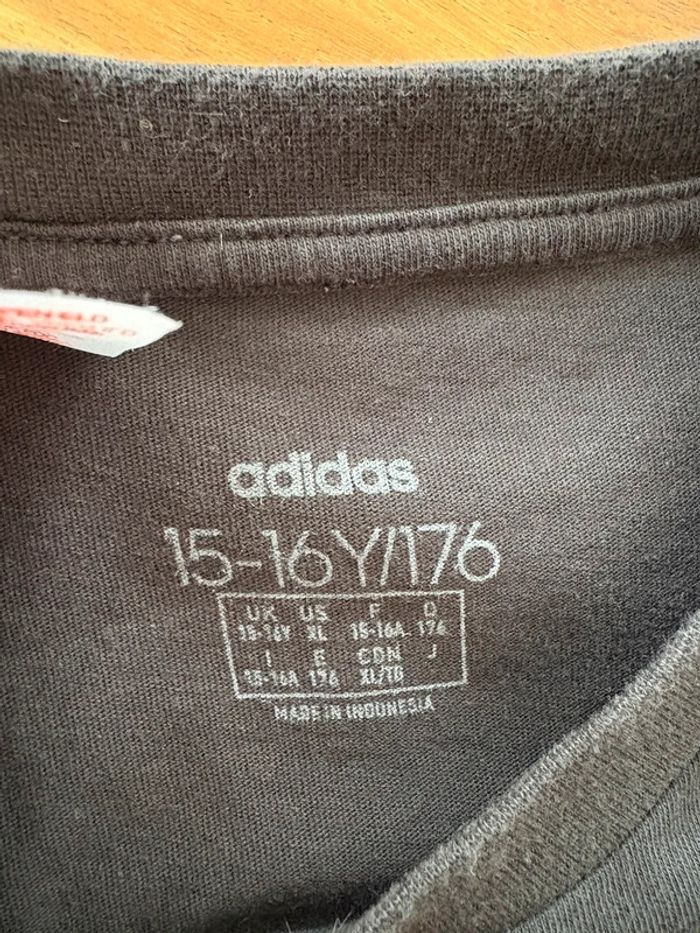 adidas
15-16Y/176
UK US F D
15-16Y XL 15-16A 176
I E CDN J
15-16A 176 XL/TG
MADE IN INDONESIA